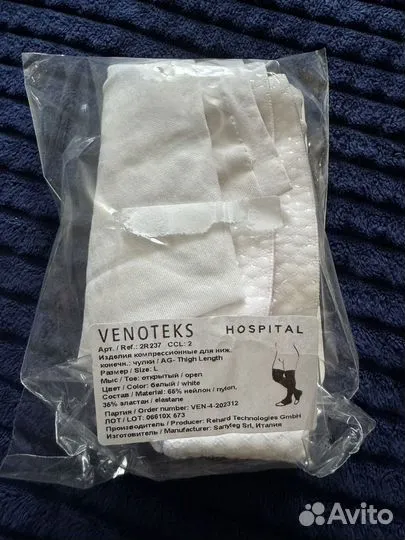 VENOTEKS HOSPITAL
Арт. / Ref.: 2R237 CCL: 2
Изделия компрессионные для ниж.
конечн.: чулки / AG- Thigh Length
Размер / Size: L
Мыс / Toe: открытый / open
Цвет / Color: белый / white
Состав / Material: 65% нейлон / nylon,
35% эластан / elastane
Партия / Order number: VEN-4-202312
ЛОТ / LOT: 06610X 673
Производитель / Producer: Rehard Technologies GmbH
Изготовитель / Manufacturer: Sanyleg Srl, Италия
Avito